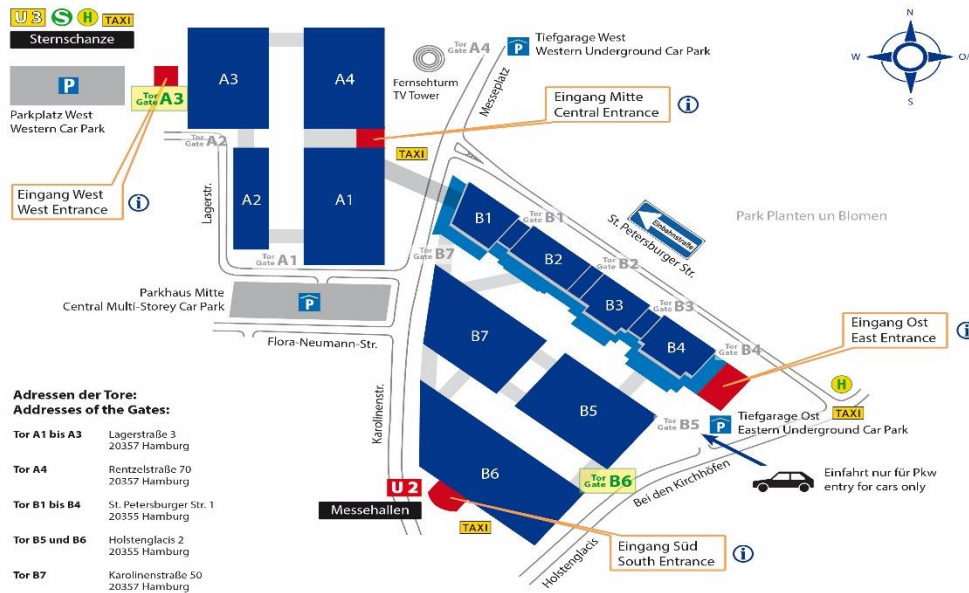 U3 S H TAXI
Sternschanze
P
Parkplatz West
Western Car Park
Tor
Gate A3
Eingang West
West Entrance
i
Tor
Gate A2
Lagerstr.
A3
A4
A2
A1
Tor
Gate A1
Fernsehturm
TV Tower
Tor
Gate A4
Messeplatz
P
Tiefgarage West
Western Underground Car Park
Eingang Mitte
Central Entrance
i
TAXI
N
W
O/
S
Parkhaus Mitte
Central Multi-Storey Car Park
P
Flora-Neumann-Str.
Karolinenstr.
B1
Tor
Gate B1
B2
Tor
Gate B2
B3
Tor
Gate B3
B4
Tor
Gate B4
Tor
Gate B7
B7
B5
B6
Einbahnstraße
St. Petersburger Str.
Park Planten un Blomen
Eingang Ost
East Entrance
i
H
TAXI
Tor
Gate B5
P
Tiefgarage Ost
Eastern Underground Car Park
Einfahrt nur für Pkw
entry for cars only
Bei den Kirchhöfen
Tor
Gate B6
Holstenglacis
U2
Messehallen
TAXI
Eingang Süd
South Entrance
i
Adressen der Tore:
Addresses of the Gates:
Tor A1 bis A3 Lagerstraße 3
20357 Hamburg
Tor A4 Rentzelstraße 70
20357 Hamburg
Tor B1 bis B4 St. Petersburger Str. 1
20355 Hamburg
Tor B5 und B6 Holstenglacis 2
20355 Hamburg
Tor B7 Karolinenstraße 50
20357 Hamburg